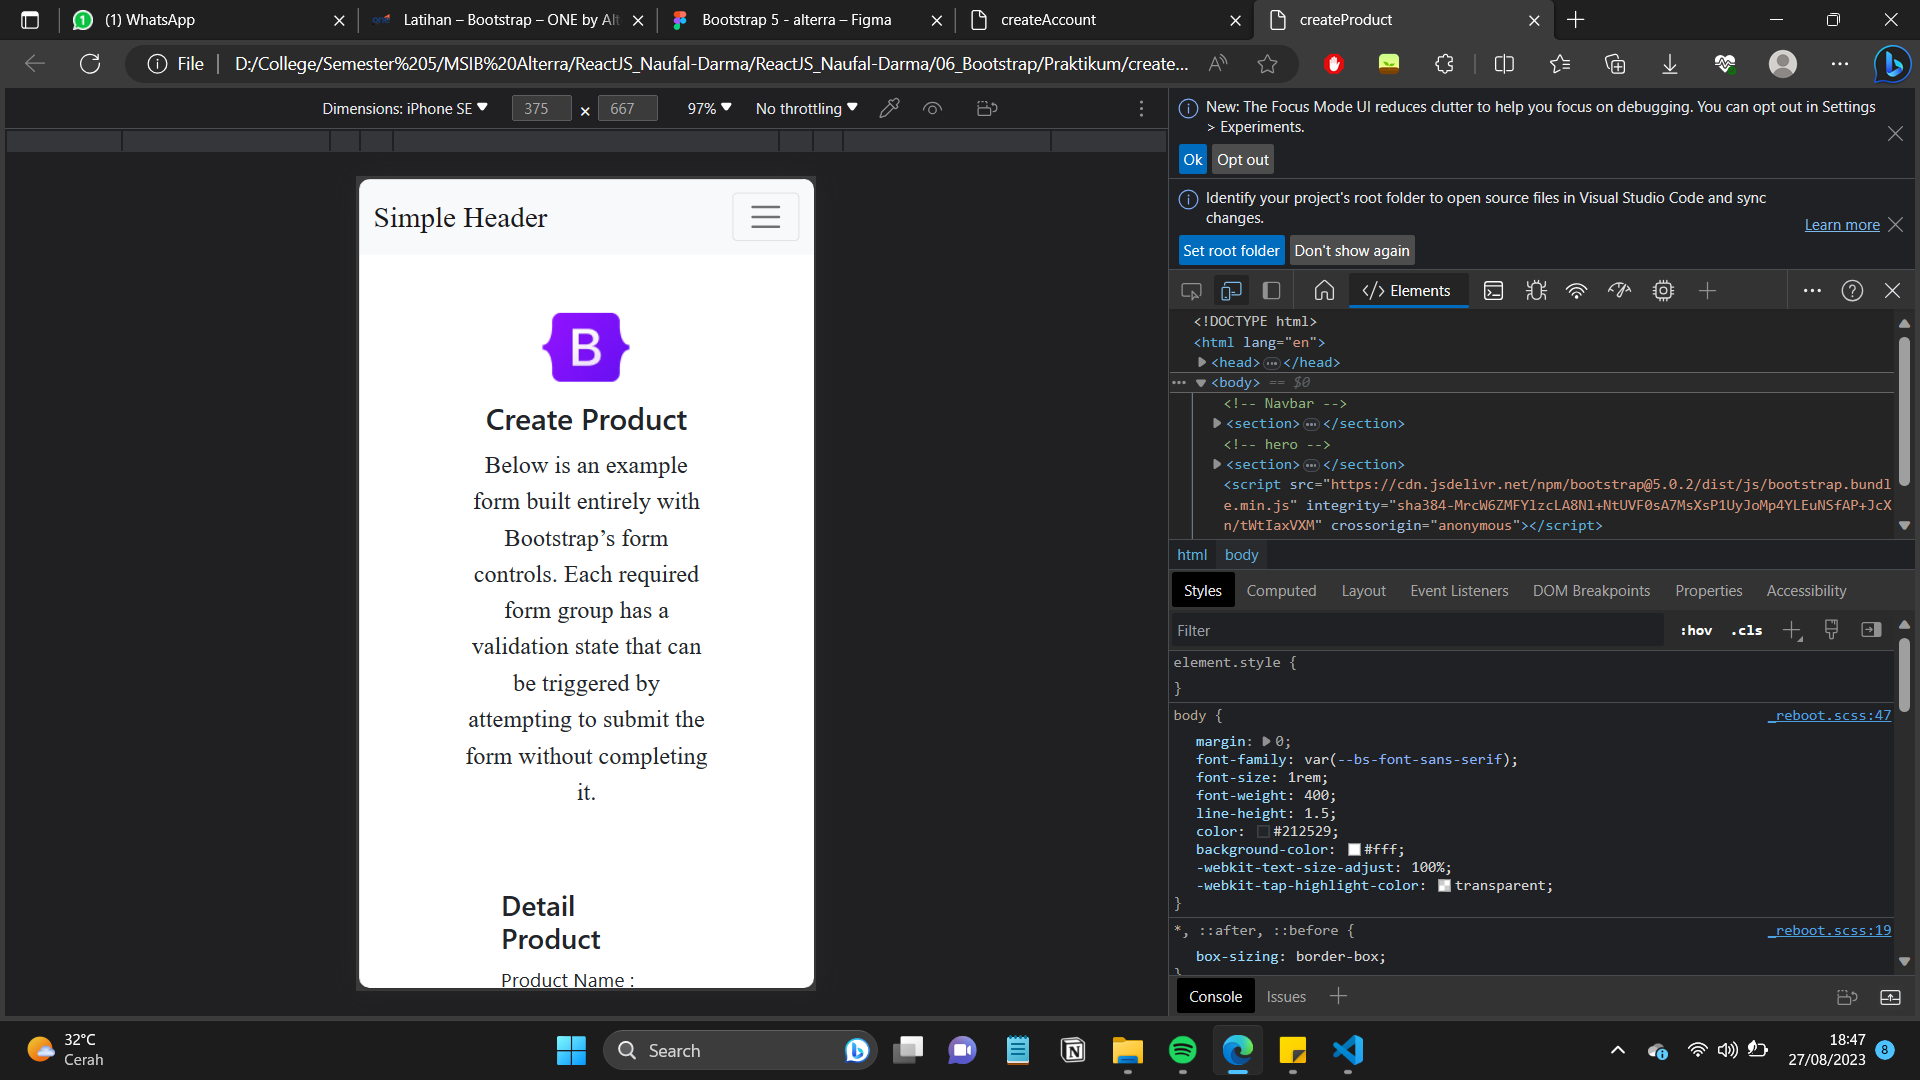 (1) WhatsApp
Latihan – Bootstrap – ONE by Alt
Bootstrap 5 - alterra – Figma
createAccount
createProduct
File
D:/College/Semester%205/MSIB%20Alterra/ReactJS_Naufal-Darma/ReactJS_Naufal-Darma/06_Bootstrap/Praktikum/create...
Dimensions: iPhone SE
375
×
667
97%
No throttling
Simple Header
B
Create Product
Below is an example
form built entirely with
Bootstrap’s form
controls. Each required
form group has a
validation state that can
be triggered by
attempting to submit the
form without completing
it.
Detail
Product
Product Name :
New: The Focus Mode UI reduces clutter to help you focus on debugging. You can opt out in Settings
> Experiments.
Ok
Opt out
Identify your project's root folder to open source files in Visual Studio Code and sync
changes.
Learn more
Set root folder
Don't show again
Elements
<!DOCTYPE html>
<html lang="en">
<head> ... </head>
<body> == $0
<!-- Navbar -->
<section> ... </section>
<!-- hero -->
<section> ... </section>
<script src="https://cdn.jsdelivr.net/npm/bootstrap@5.0.2/dist/js/bootstrap.bundl
e.min.js" integrity="sha384-MrcW6ZMFYlzcLA8Nl+NtUVF0sA7MsXsP1UyJoMp4YLEuNSfAP+JcX
n/tWtIaxVXM" crossorigin="anonymous"></script>
html
body
Styles
Computed
Layout
Event Listeners
DOM Breakpoints
Properties
Accessibility
Filter
:hov
.cls
element.style {
}
body {
_reboot.scss:47
margin: 0;
font-family: var(--bs-font-sans-serif);
font-size: 1rem;
font-weight: 400;
line-height: 1.5;
color: #212529;
background-color: #fff;
-webkit-text-size-adjust: 100%;
-webkit-tap-highlight-color: transparent;
}
*, ::after, ::before {
_reboot.scss:19
box-sizing: border-box;
}
Console
Issues
32°C
Cerah
Search
18:47
27/08/2023
8